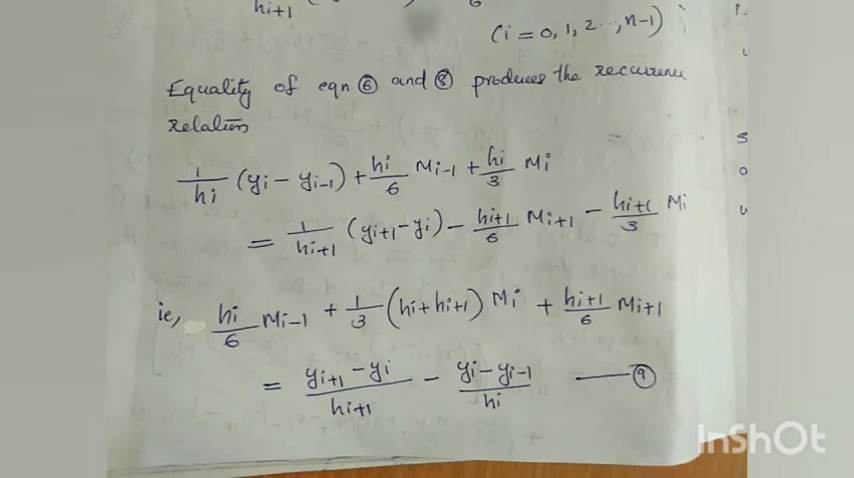 hi+1 ( 6
(i = 0, 1, 2 --, n-1)
Equality of eqn ⑥ and ⑧ produces the recurrence
relation
1/hi (yi - yi-1) + hi/6 Mi-1 + hi/3 Mi
= 1/hi+1 (yi+1 - yi) - hi+1/6 Mi+1 - hi+1/3 Mi
ie, hi/6 Mi-1 + 1/3 (hi + hi+1) Mi + hi+1/6 Mi+1
= yi+1 - yi/hi+1 - yi - yi-1/hi —— ⑨
InShOt